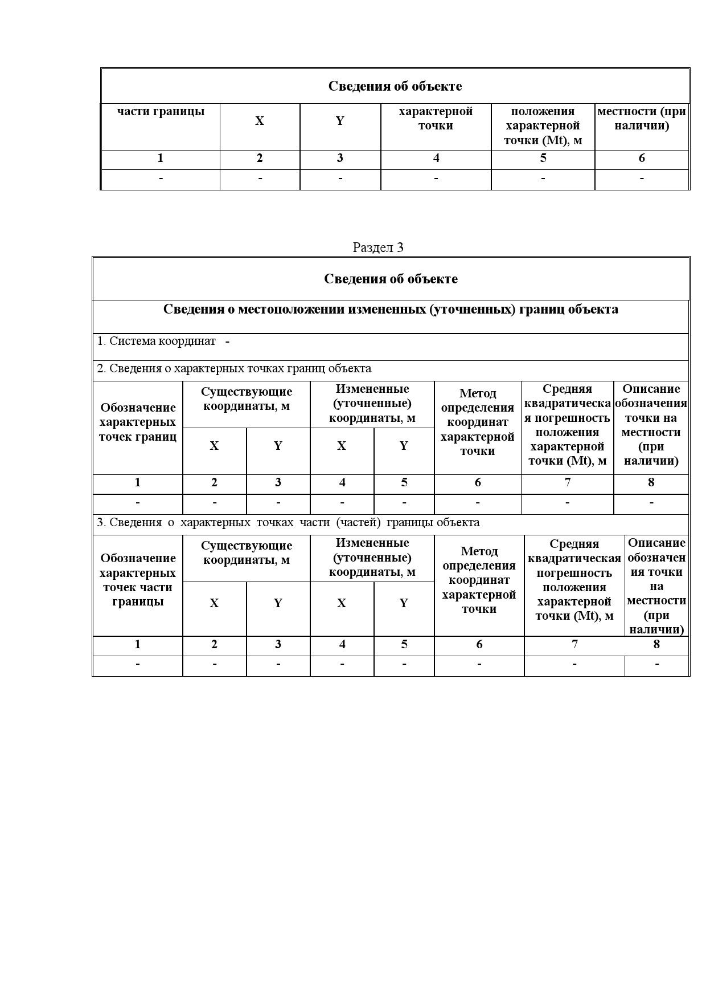 Сведения об объекте
части границы
X
Y
характерной
точки
положения
характерной
точки (Mt), м
местности (при
наличии)
1 2 3 4 5 6
- - - - - -
Раздел 3
Сведения об объекте
Сведения о местоположении измененных (уточненных) границ объекта
1. Система координат -
2. Сведения о характерных точках границ объекта
Обозначение
характерных
точек границ
Существующие
координаты, м
Измененные
(уточненные)
координаты, м
Метод
определения
координат
характерной
точки
Средняя
квадратическа
я погрешность
положения
характерной
точки (Mt), м
Описание
обозначения
точки на
местности
(при
наличии)
X Y X Y
1 2 3 4 5 6 7 8
- - - - - - - -
3. Сведения о характерных точках части (частей) границы объекта
Обозначение
характерных
точек части
границы
Существующие
координаты, м
Измененные
(уточненные)
координаты, м
Метод
определения
координат
характерной
точки
Средняя
квадратическая
погрешность
положения
характерной
точки (Mt), м
Описание
обозначен
ия точки
на
местности
(при
наличии)
X Y X Y
1 2 3 4 5 6 7 8
- - - - - - - -